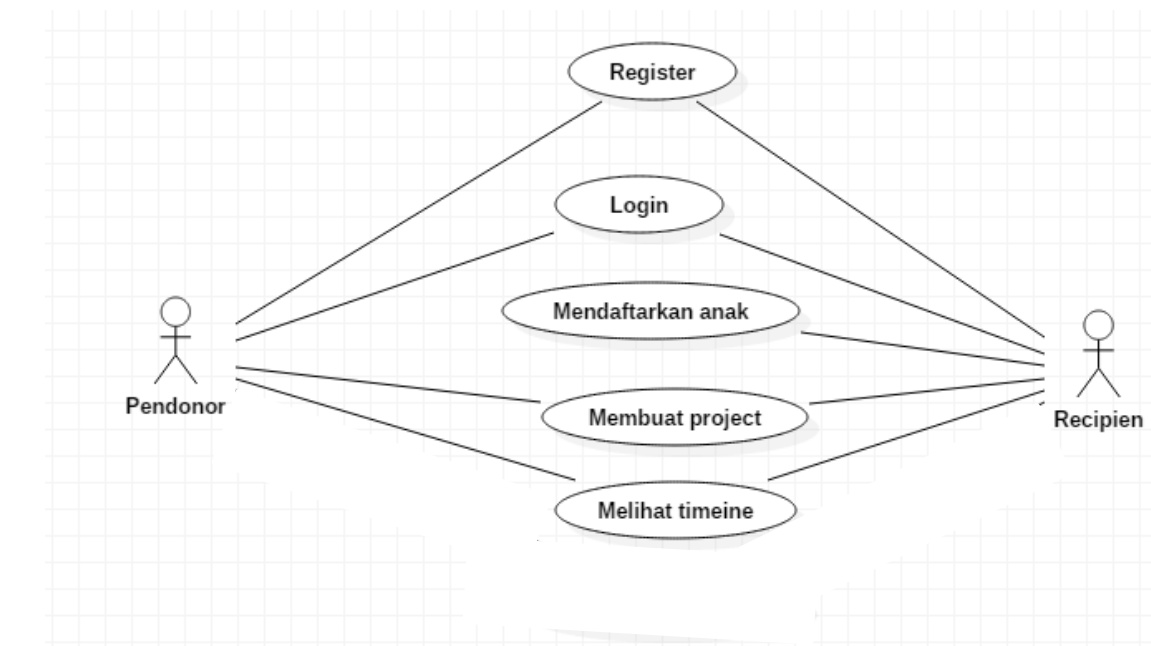 Register
Login
Mendaftarkan anak
Pendonor
Recipien
Membuat project
Melihat timeine